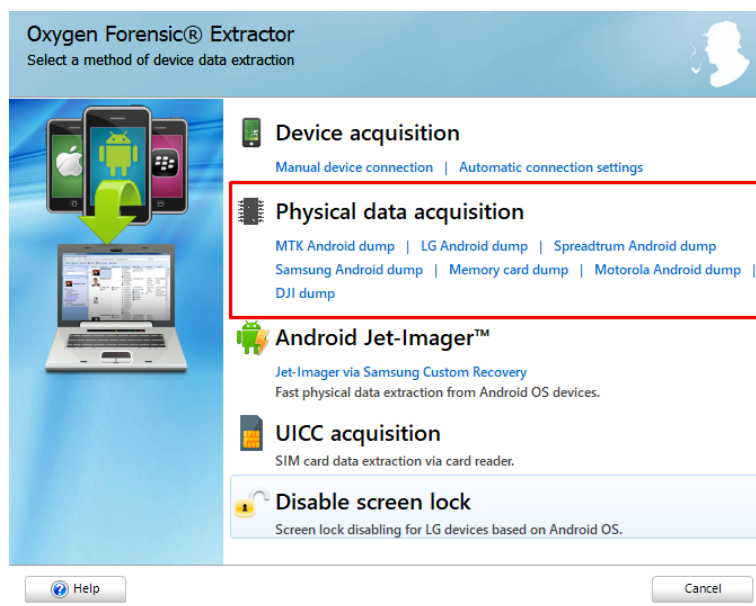 Oxygen Forensic® Extractor
Select a method of device data extraction
Device acquisition
Manual device connection | Automatic connection settings
Physical data acquisition
MTK Android dump | LG Android dump | Spreadtrum Android dump
Samsung Android dump | Memory card dump | Motorola Android dump |
DJI dump
Android Jet-Imager™
Jet-Imager via Samsung Custom Recovery
Fast physical data extraction from Android OS devices.
UICC acquisition
SIM card data extraction via card reader.
Disable screen lock
Screen lock disabling for LG devices based on Android OS.
Help
Cancel